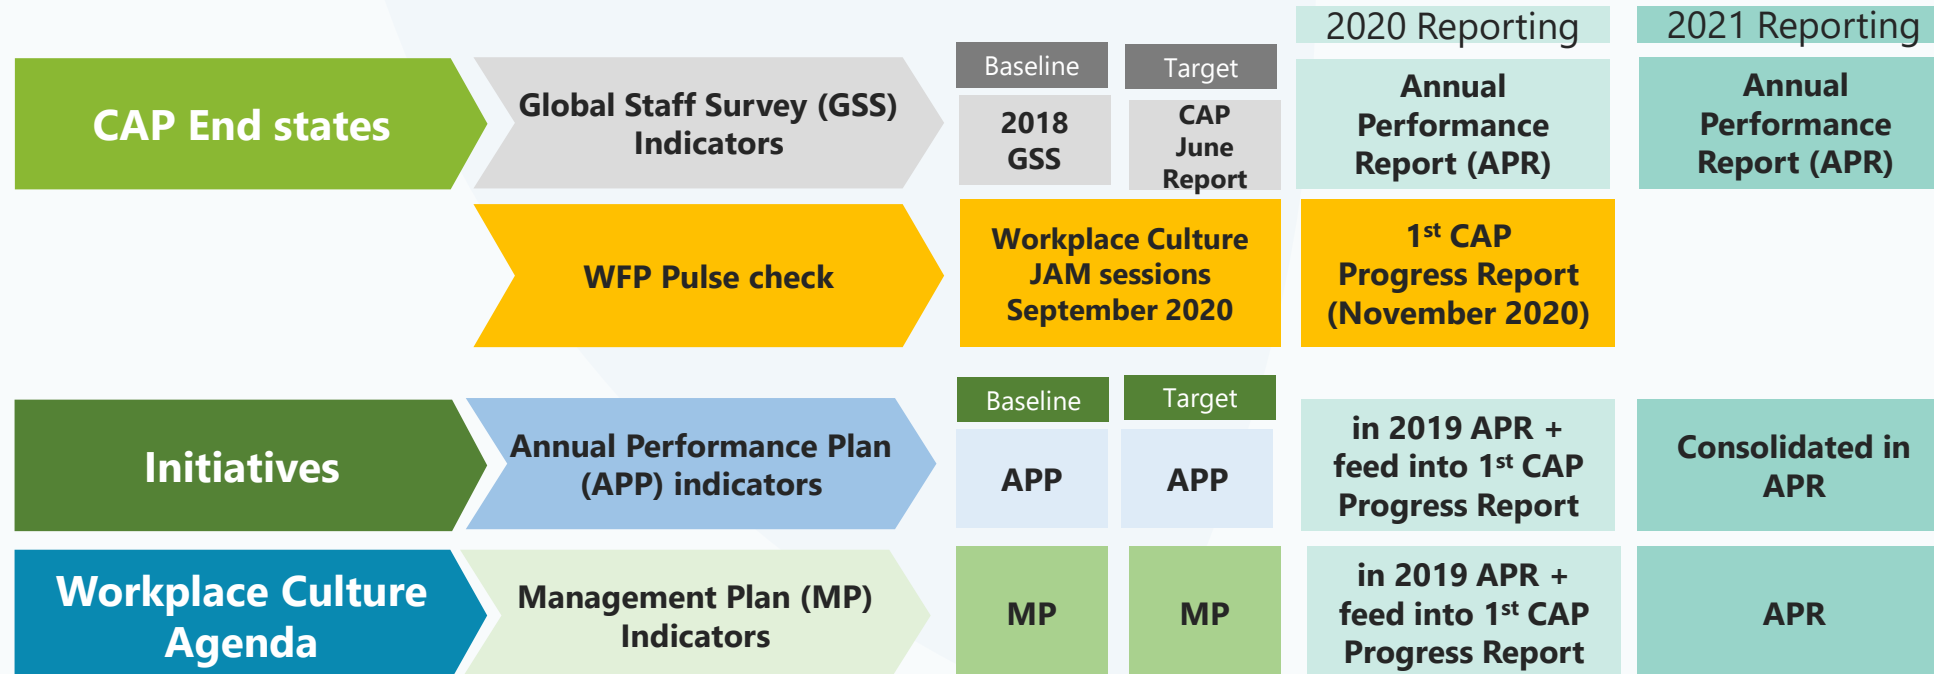 2020 Reporting
2021 Reporting
CAP End states
Global Staff Survey (GSS)
Indicators
Baseline
Target
2018
GSS
CAP
June
Report
Annual
Performance
Report (APR)
Annual
Performance
Report (APR)
WFP Pulse check
Workplace Culture
JAM sessions
September 2020
1st CAP
Progress Report
(November 2020)
Baseline
Target
Initiatives
Annual Performance Plan
(APP) indicators
APP
APP
in 2019 APR +
feed into 1st CAP
Progress Report
Consolidated in
APR
Workplace Culture
Agenda
Management Plan (MP)
Indicators
MP
MP
in 2019 APR +
feed into 1st CAP
Progress Report
APR